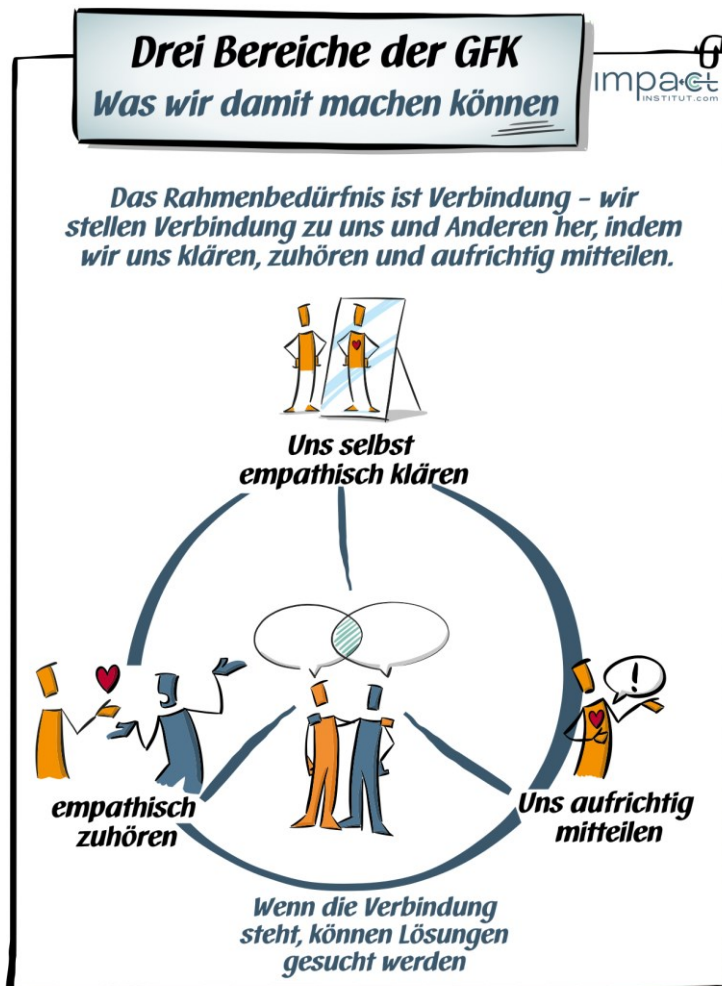 Drei Bereiche der GFK
Was wir damit machen können
impact
INSTITUT.com
Das Rahmenbedürfnis ist Verbindung – wir
stellen Verbindung zu uns und Anderen her, indem
wir uns klären, zuhören und aufrichtig mitteilen.
Uns selbst
empathisch klären
!
empathisch
zuhören
Uns aufrichtig
mitteilen
Wenn die Verbindung
steht, können Lösungen
gesucht werden